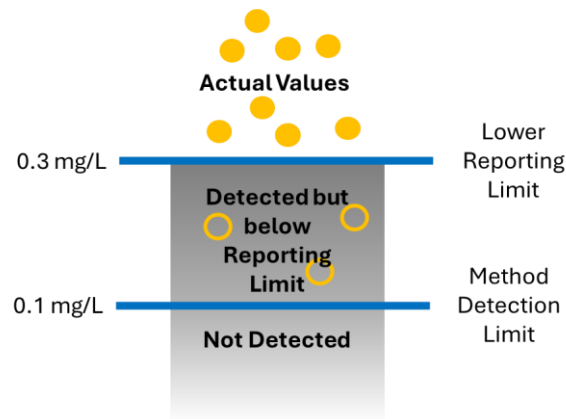 Actual Values
0.3 mg/L
Lower
Reporting
Limit
Detected but
below
Reporting
Limit
0.1 mg/L
Method
Detection
Limit
Not Detected